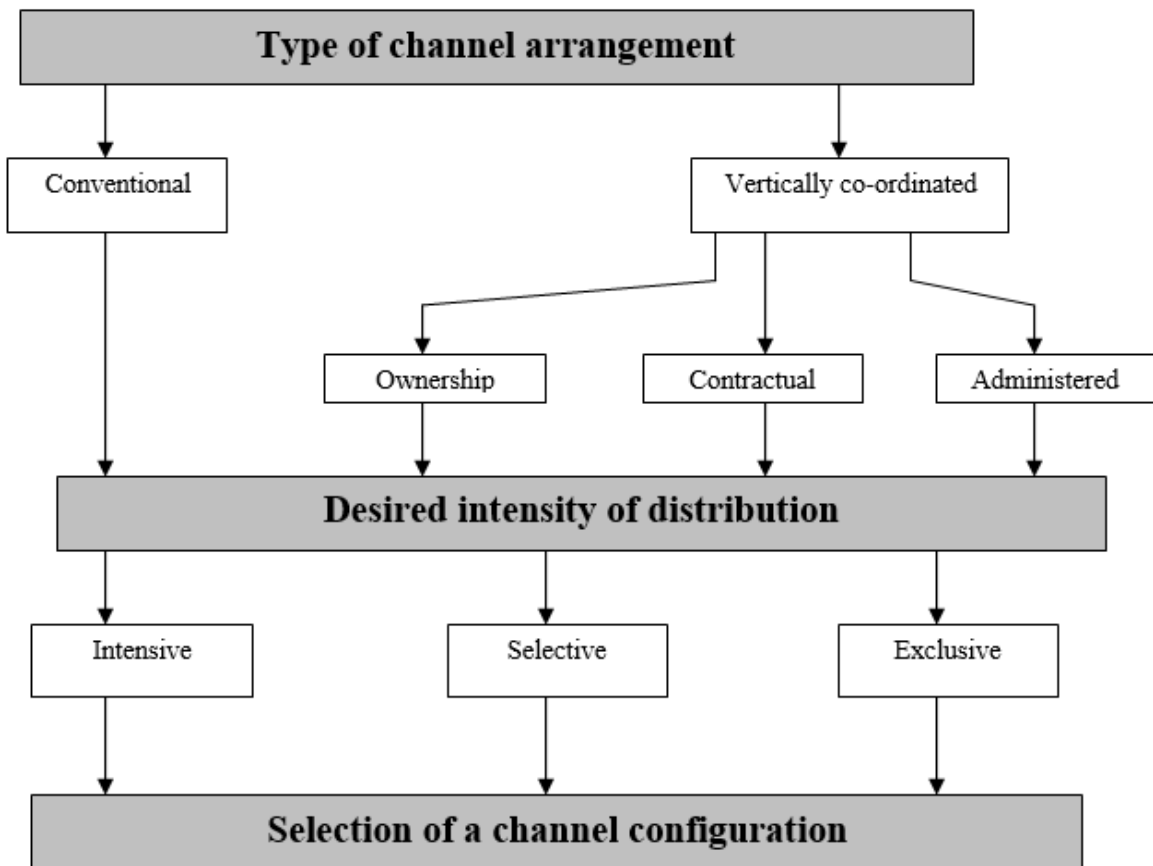 Type of channel arrangement
Conventional
Vertically co-ordinated
Ownership
Contractual
Administered
Desired intensity of distribution
Intensive
Selective
Exclusive
Selection of a channel configuration